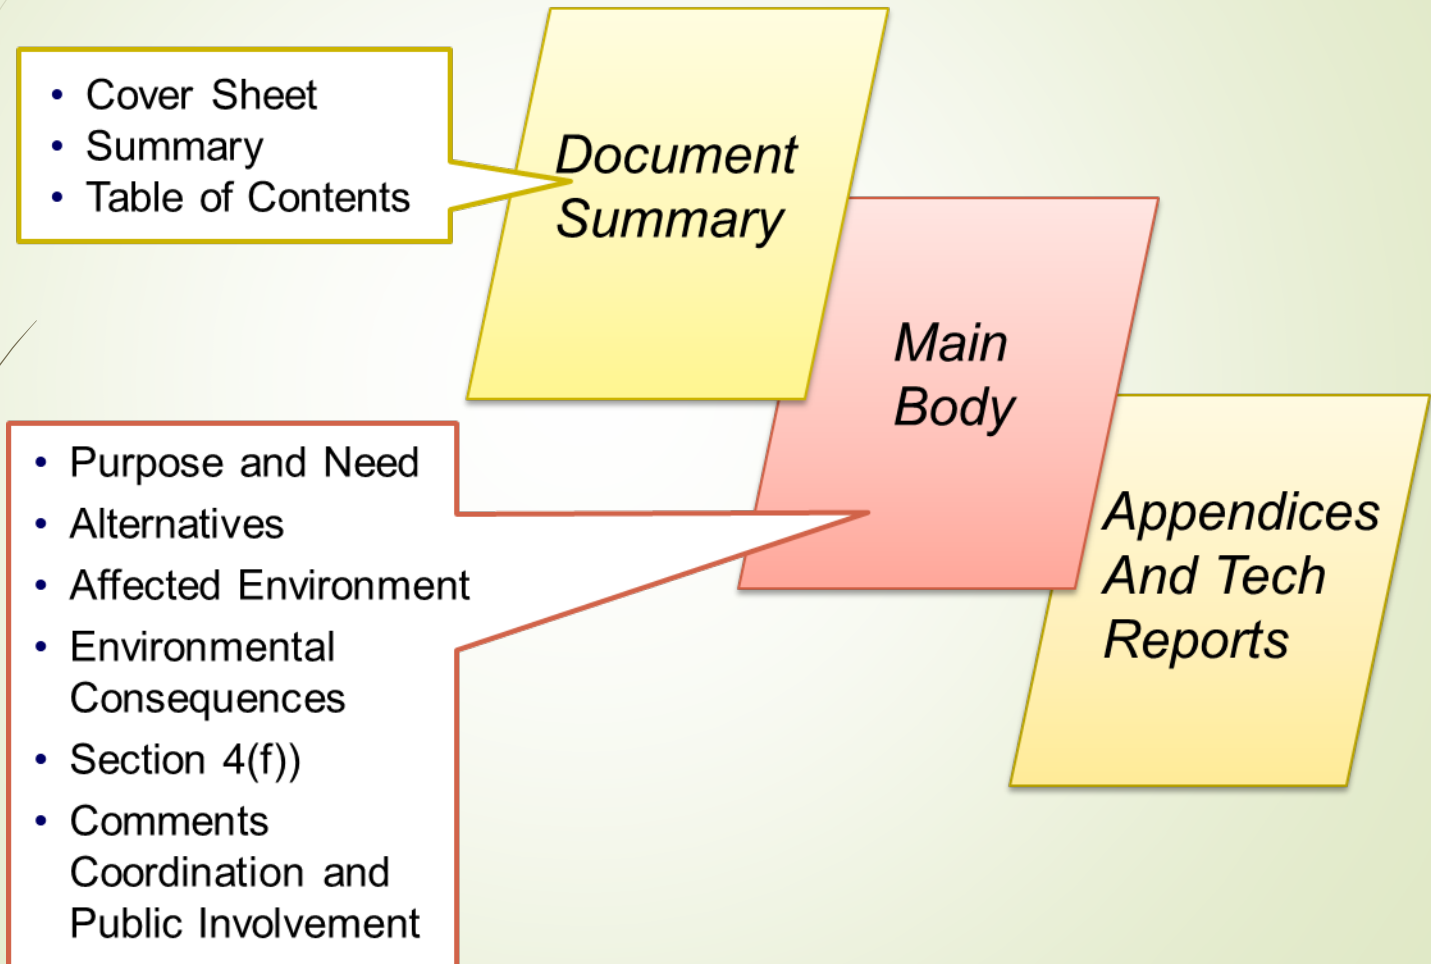 • Cover Sheet
• Summary
• Table of Contents
Document
Summary
Main
Body
Appendices
And Tech
Reports
• Purpose and Need
• Alternatives
• Affected Environment
• Environmental
Consequences
• Section 4(f))
• Comments
Coordination and
Public Involvement